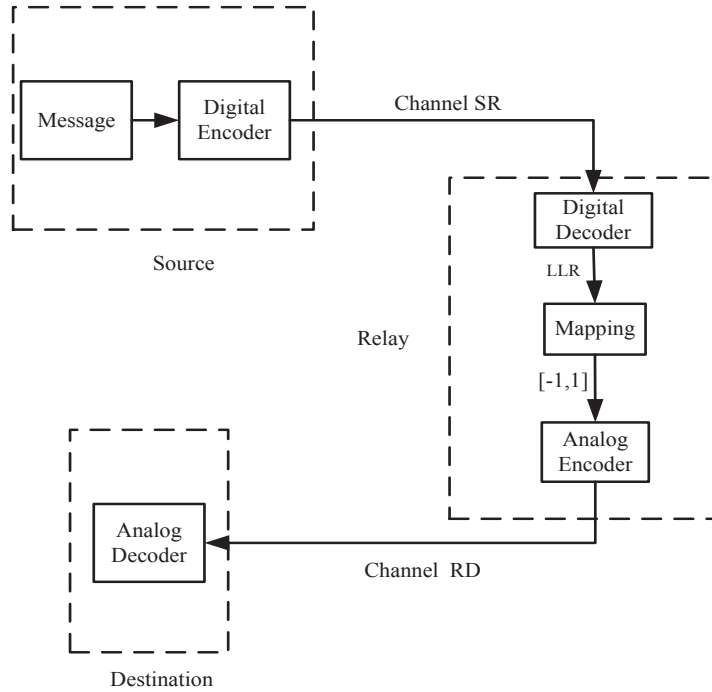 Message
Digital
Encoder
Channel SR
Source
Digital
Decoder
LLR
Mapping
Relay
[-1,1]
Analog
Encoder
Analog
Decoder
Channel RD
Destination